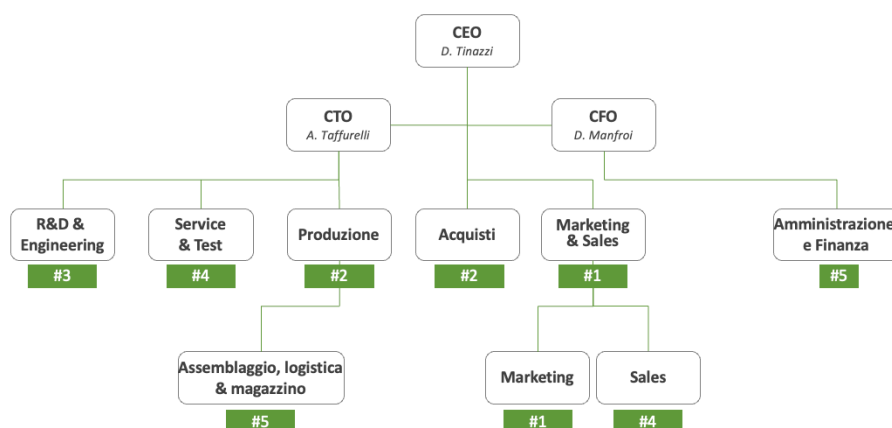 CEO
D. Tinazzi
CTO
A. Taffurelli
CFO
D. Manfroi
R&D &
Engineering
#3
Service
& Test
#4
Produzione
#2
Acquisti
#2
Marketing
& Sales
#1
Amministrazione
e Finanza
#5
Assemblaggio, logistica
& magazzino
#5
Marketing
#1
Sales
#4